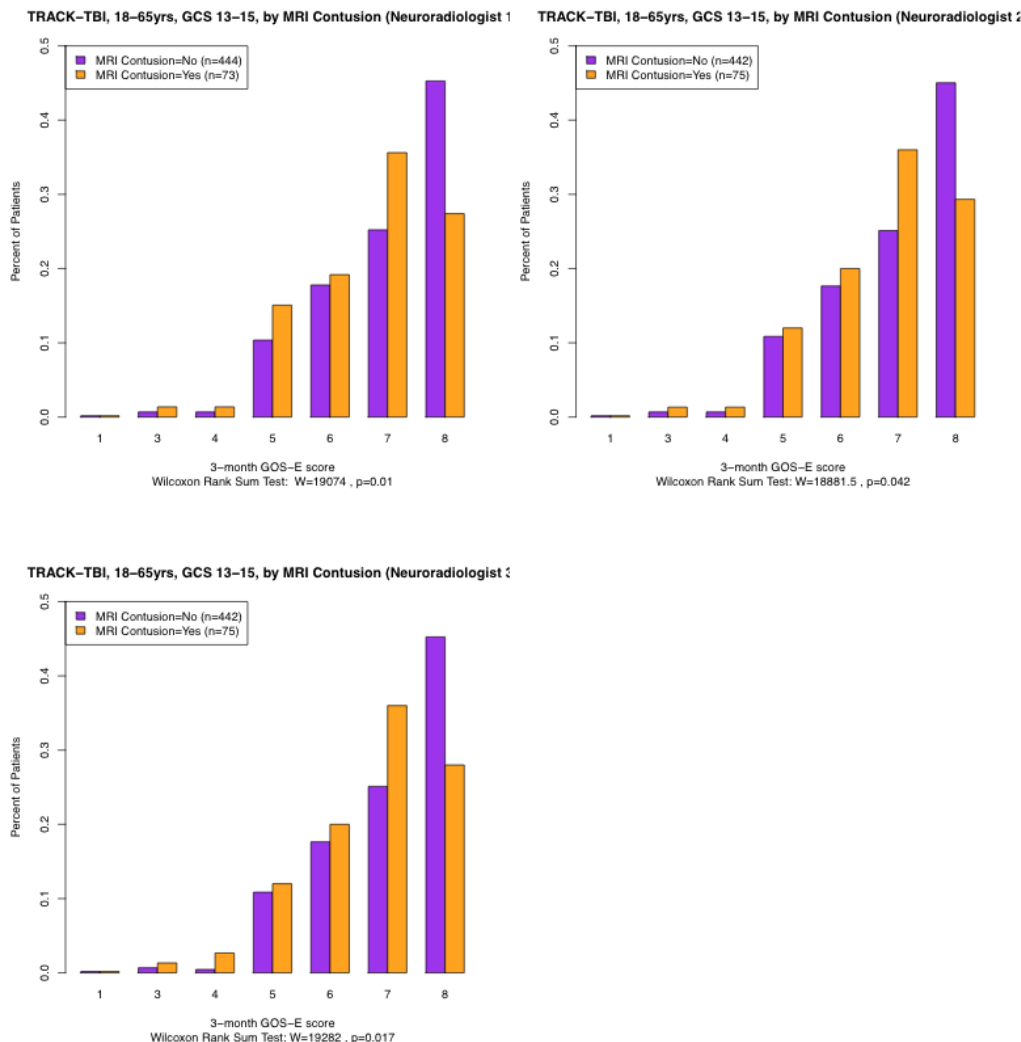 TRACK−TBI, 18−65yrs, GCS 13−15, by MRI Contusion (Neuroradiologist 1
0.5
0.4
0.3
0.2
0.1
0.0
Percent of Patients
MRI Contusion=No (n=444)
MRI Contusion=Yes (n=73)
1 3 4 5 6 7 8
3−month GOS−E score
Wilcoxon Rank Sum Test: W=19074 , p=0.01
TRACK−TBI, 18−65yrs, GCS 13−15, by MRI Contusion (Neuroradiologist 2
0.5
0.4
0.3
0.2
0.1
0.0
Percent of Patients
MRI Contusion=No (n=442)
MRI Contusion=Yes (n=75)
1 3 4 5 6 7 8
3−month GOS−E score
Wilcoxon Rank Sum Test: W=18881.5 , p=0.042
TRACK−TBI, 18−65yrs, GCS 13−15, by MRI Contusion (Neuroradiologist 3
0.5
0.4
0.3
0.2
0.1
0.0
Percent of Patients
MRI Contusion=No (n=442)
MRI Contusion=Yes (n=75)
1 3 4 5 6 7 8
3−month GOS−E score
Wilcoxon Rank Sum Test: W=19282 , p=0.017